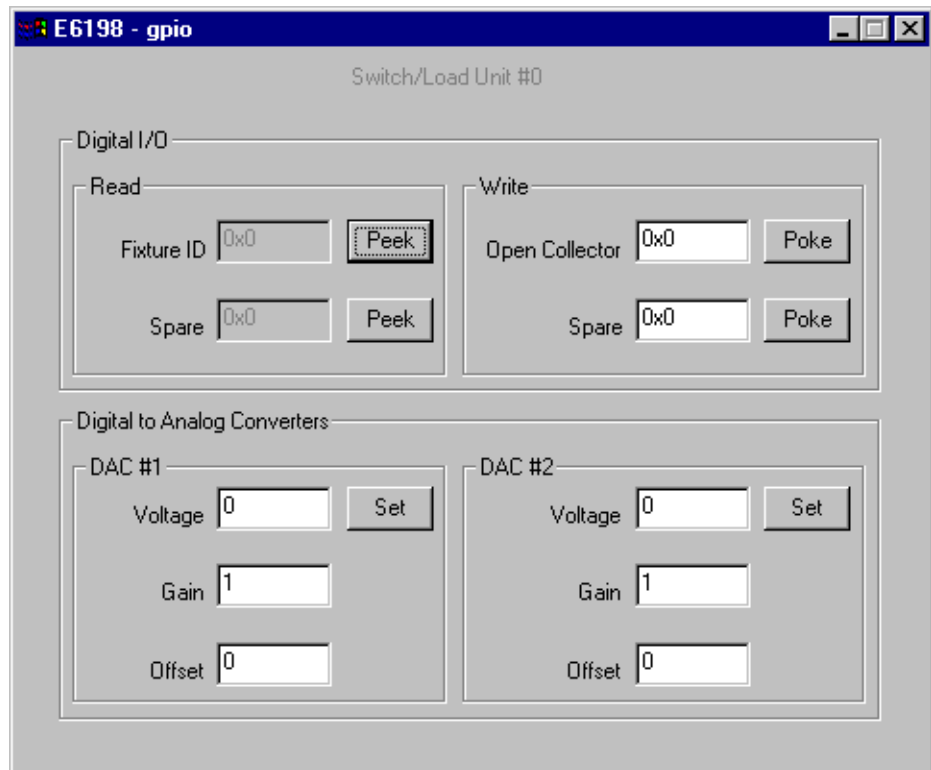 E6198 - gpio
Switch/Load Unit #0
Digital I/O
Read
Write
Fixture ID 0x0 Peek
Open Collector 0x0 Poke
Spare 0x0 Peek
Spare 0x0 Poke
Digital to Analog Converters
DAC #1
DAC #2
Voltage 0 Set
Voltage 0 Set
Gain 1
Gain 1
Offset 0
Offset 0